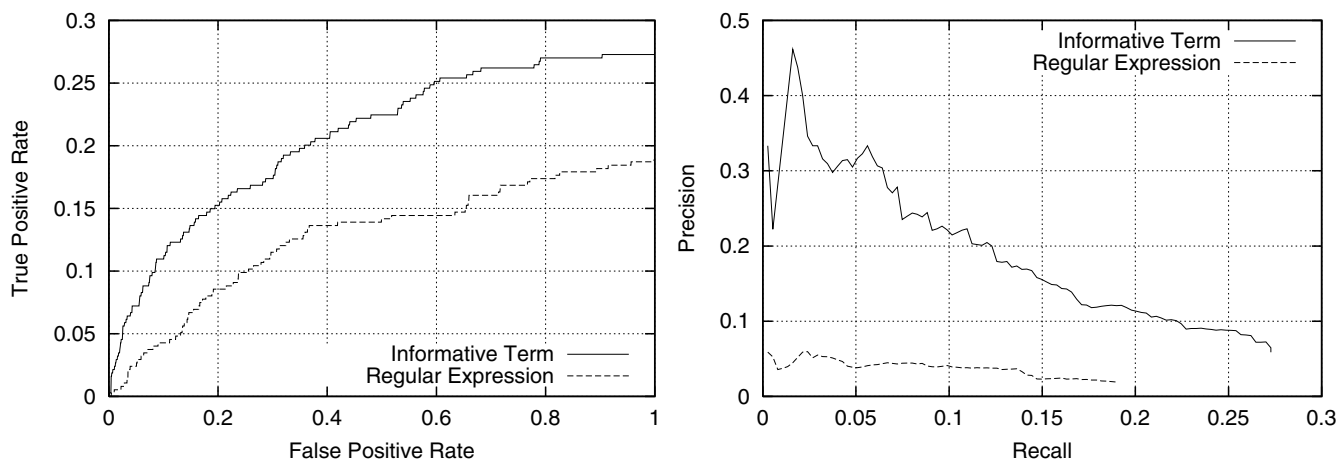 0.3
0.25
0.2
0.15
0.1
0.05
0
True Positive Rate
0 0.2 0.4 0.6 0.8 1
False Positive Rate
Informative Term
Regular Expression
0.5
0.4
0.3
0.2
0.1
0
Precision
0 0.05 0.1 0.15 0.2 0.25 0.3
Recall
Informative Term
Regular Expression